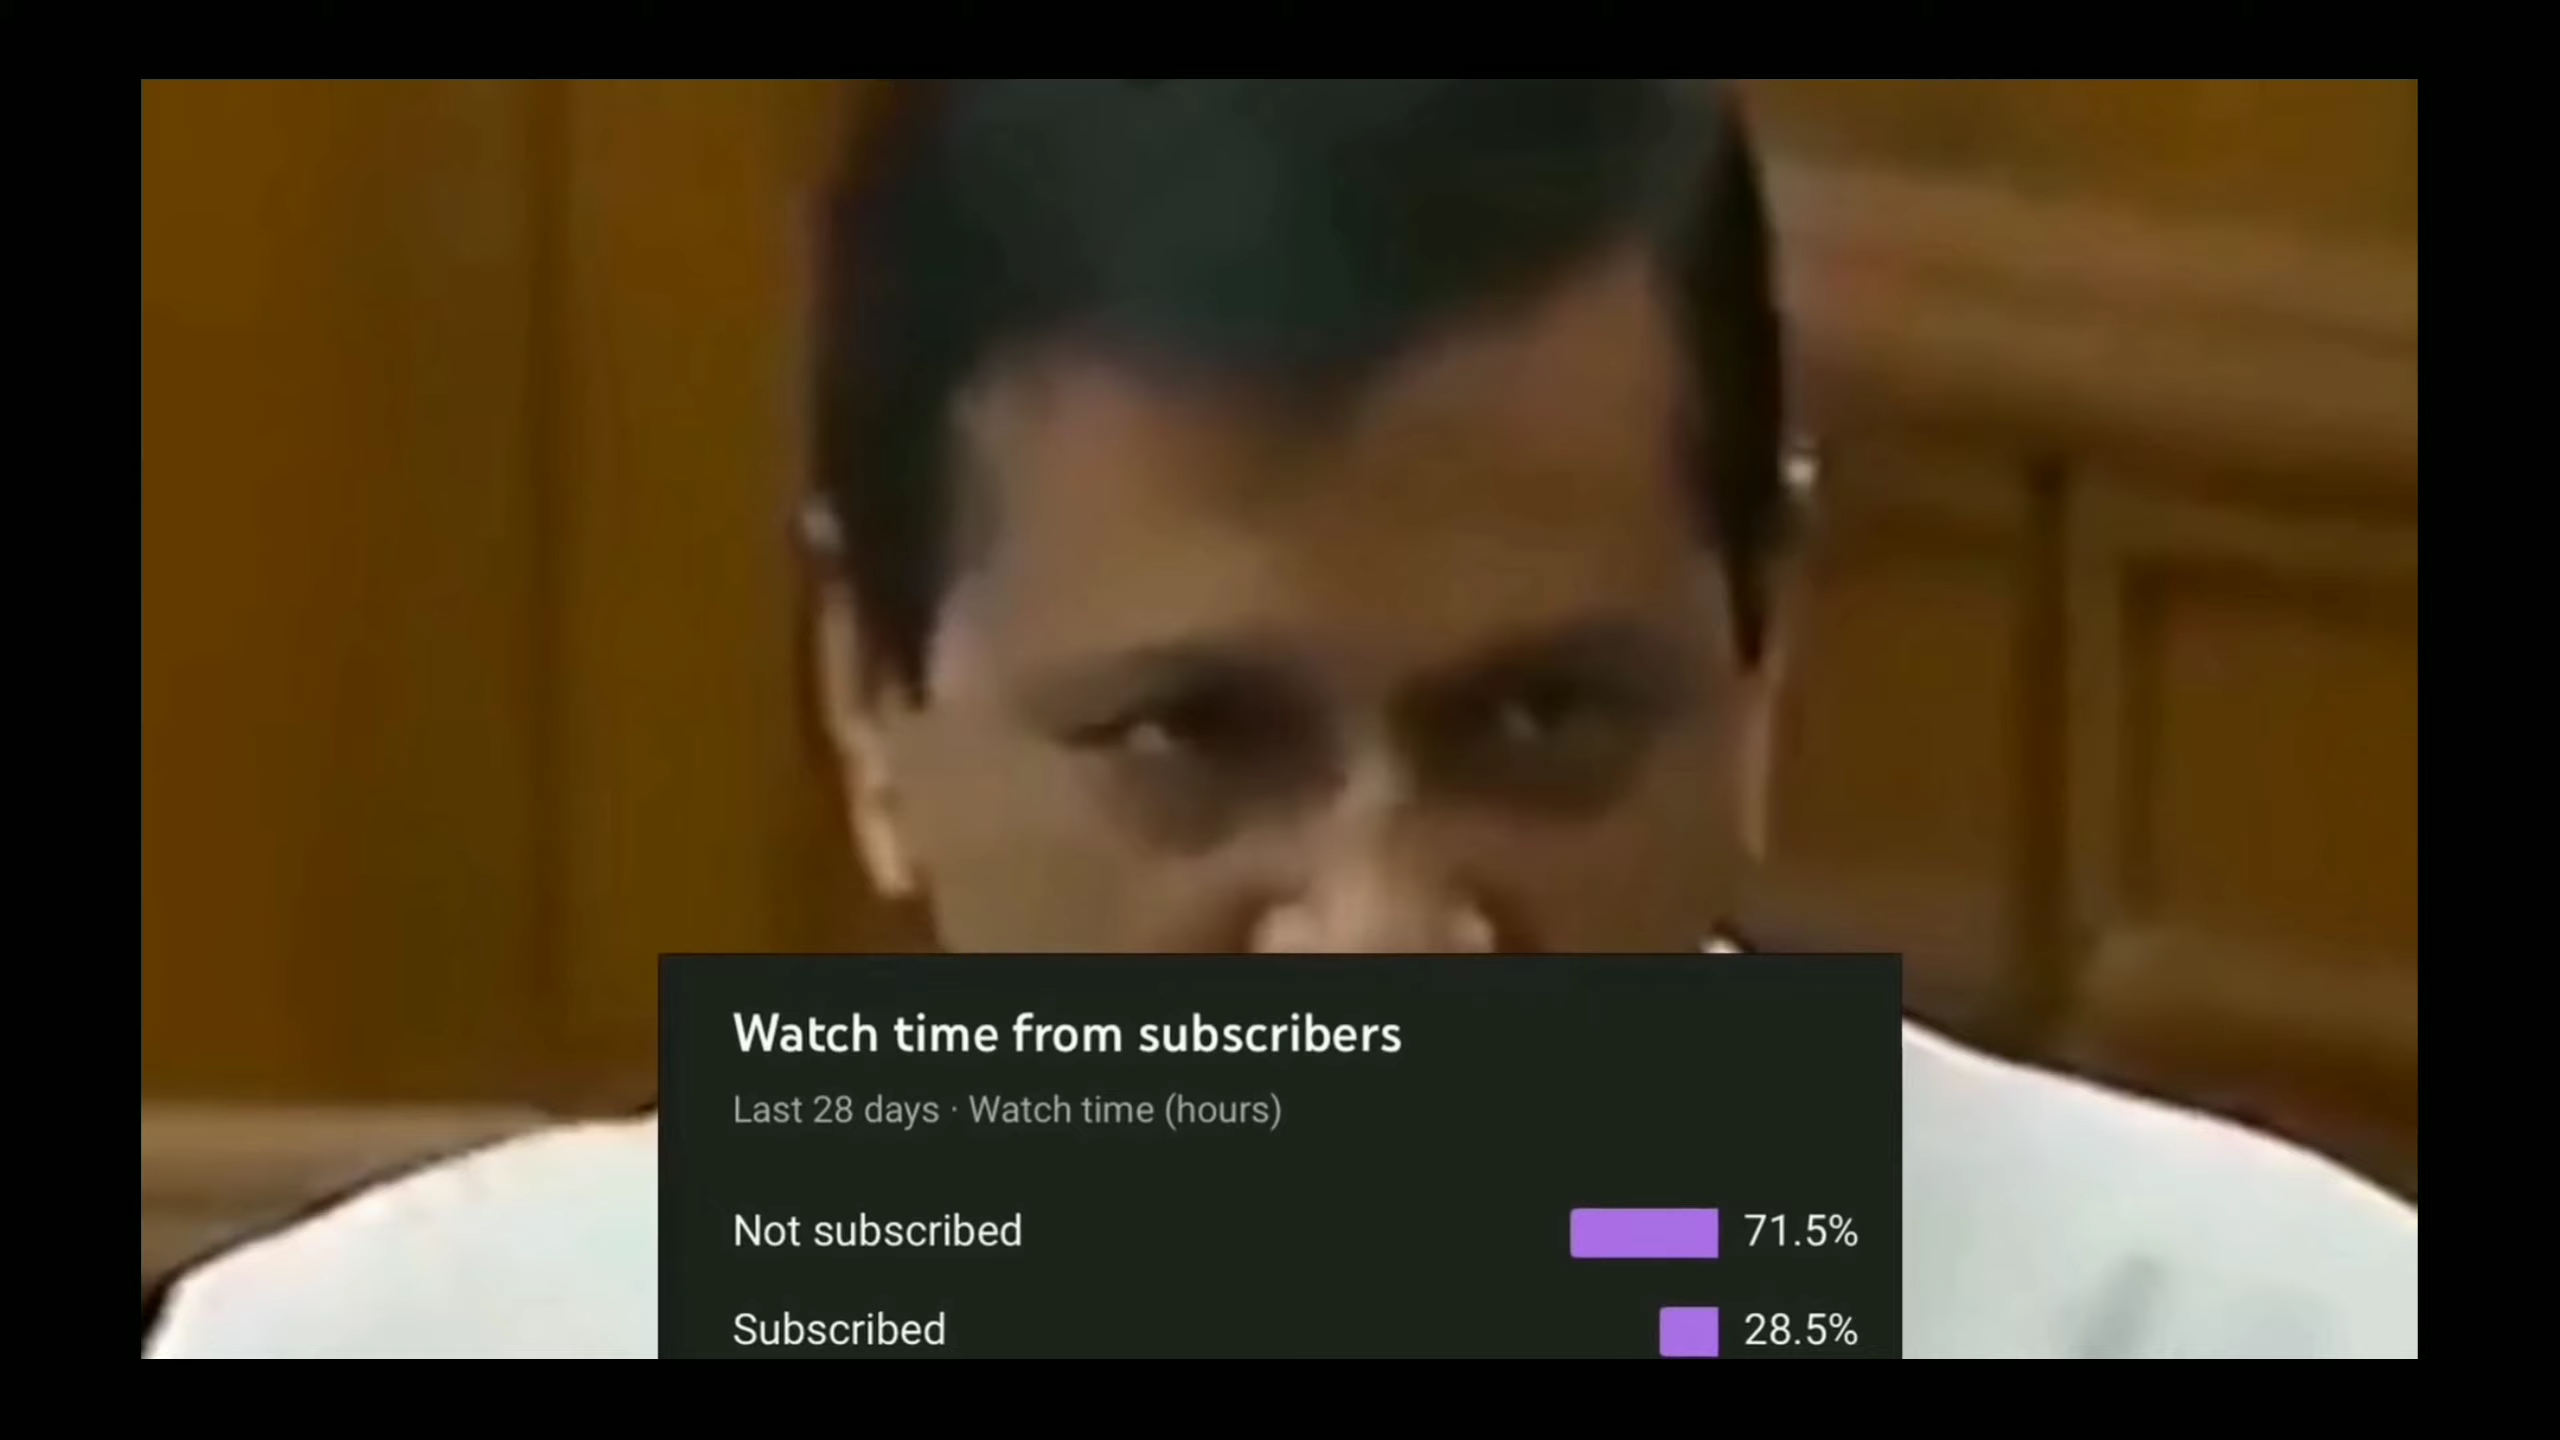 Watch time from subscribers
Last 28 days · Watch time (hours)
Not subscribed 71.5%
Subscribed 28.5%